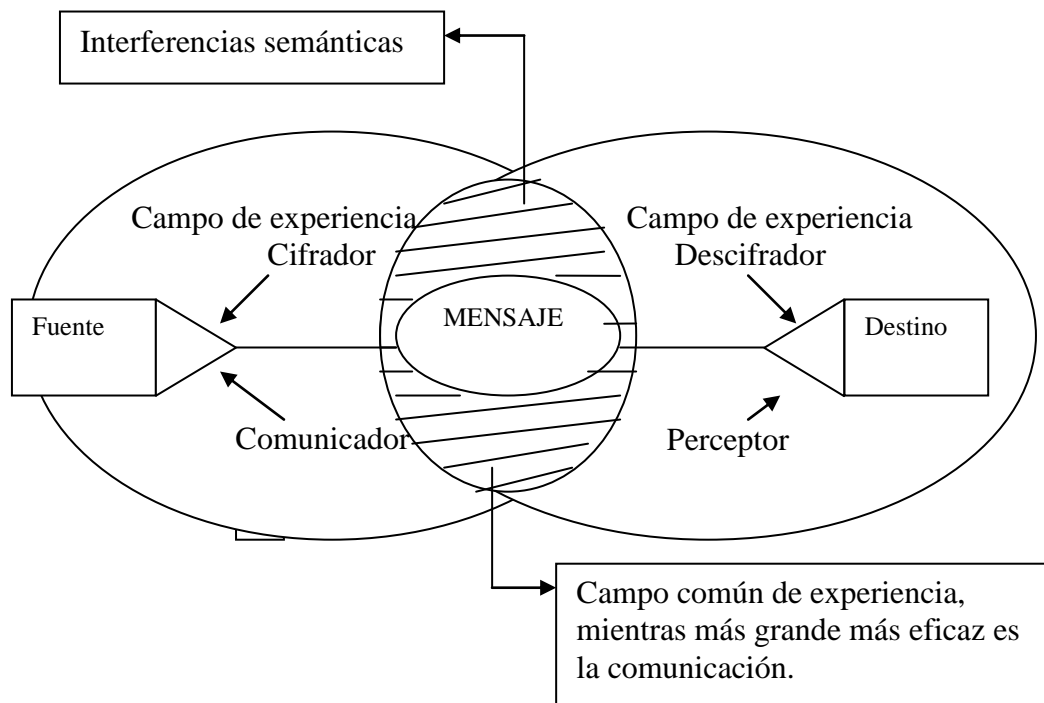 Interferencias semánticas
Campo de experiencia
Cifrador
Campo de experiencia
Descifrador
Fuente
MENSAJE
Destino
Comunicador
Perceptor
Campo común de experiencia,
mientras más grande más eficaz es
la comunicación.